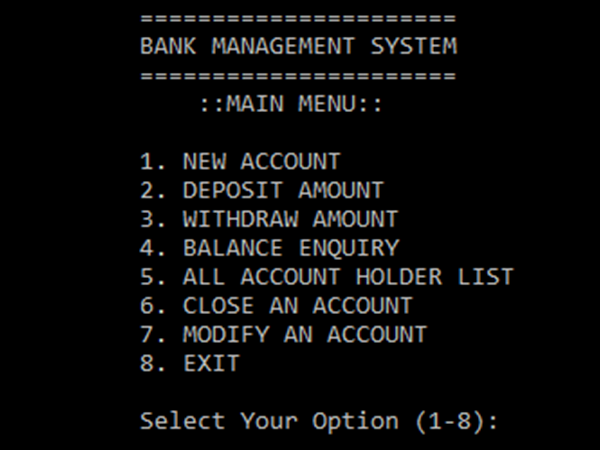 ======================
BANK MANAGEMENT SYSTEM
======================
::MAIN MENU::
1. NEW ACCOUNT
2. DEPOSIT AMOUNT
3. WITHDRAW AMOUNT
4. BALANCE ENQUIRY
5. ALL ACCOUNT HOLDER LIST
6. CLOSE AN ACCOUNT
7. MODIFY AN ACCOUNT
8. EXIT
Select Your Option (1-8):